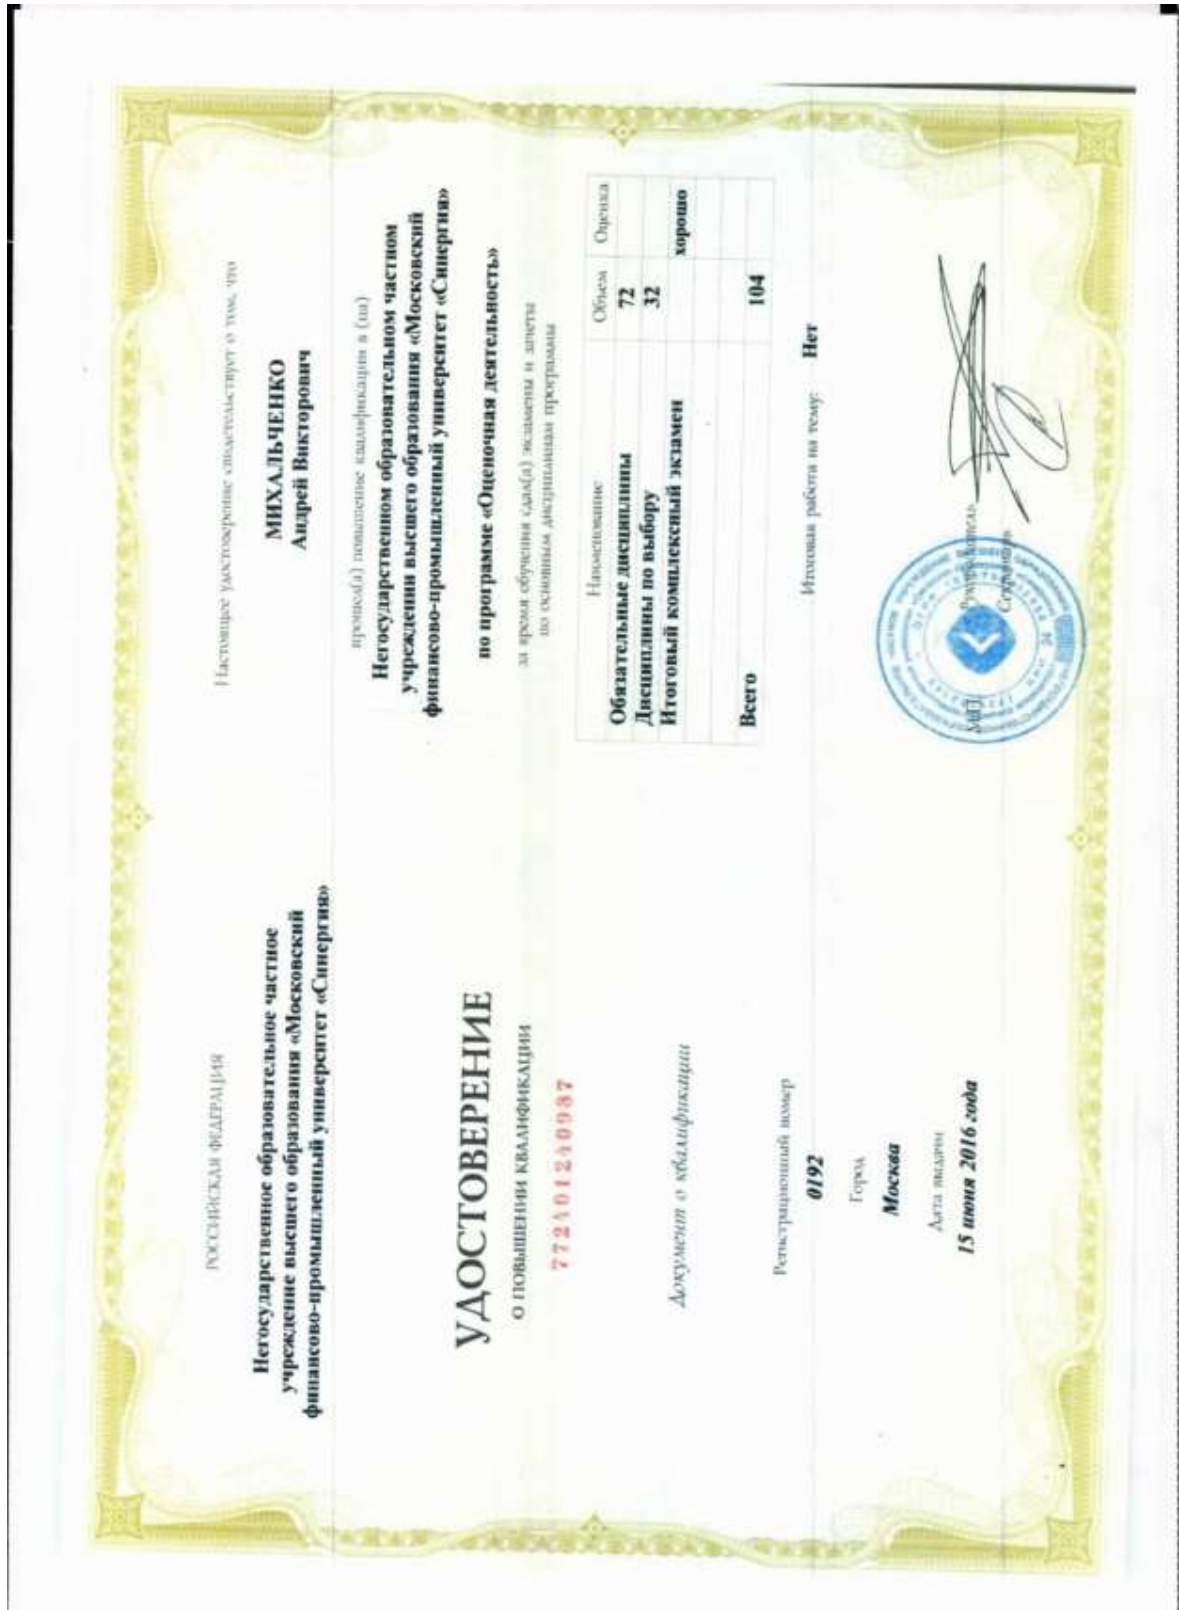 РОССИЙСКАЯ ФЕДЕРАЦИЯ
Негосударственное образовательное частное
учреждение высшего образования «Московский
финансово-промышленный университет «Синергия»
УДОСТОВЕРЕНИЕ
О ПОВЫШЕНИИ КВАЛИФИКАЦИИ
772401240987
Документ о квалификации
Регистрационный номер
0192
Город
Москва
Дата выдачи
15 июня 2016 года
Настоящее удостоверение свидетельствует о том, что
МИХАЛЬЧЕНКО
Андрей Викторович
прошел(а) повышение квалификации в (на)
Негосударственном образовательном частном
учреждении высшего образования «Московский
финансово-промышленный университет «Синергия»
по программе «Оценочная деятельность»
за время обучения сдал(а) экзамены и зачеты
по основным дисциплинам программы
Наименование Объем Оценка
Обязательные дисциплины 72
Дисциплины по выбору 32
Итоговый комплексный экзамен хорошо
Всего 104
Итоговая работа на тему: Нет
М.П.
Руководитель
Секретарь